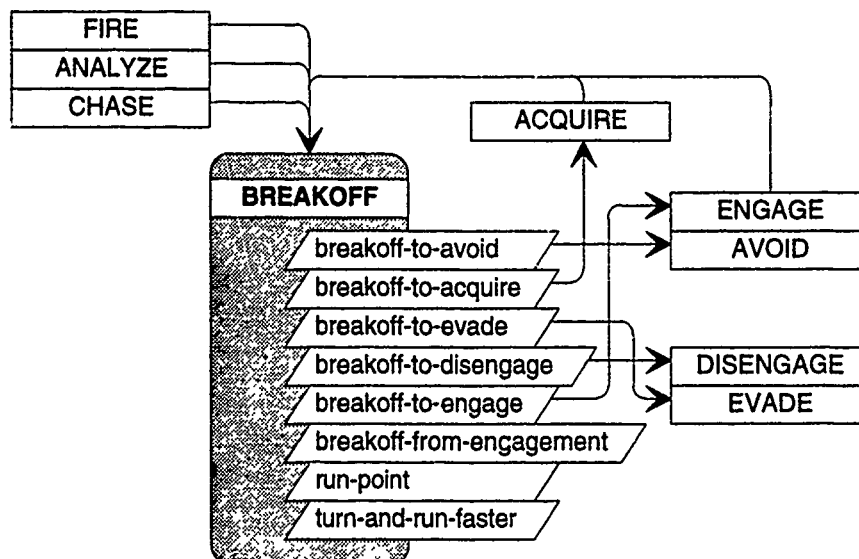 FIRE
ANALYZE
CHASE
ACQUIRE
BREAKOFF
ENGAGE
AVOID
breakoff-to-avoid
breakoff-to-acquire
breakoff-to-evade
breakoff-to-disengage
breakoff-to-engage
breakoff-from-engagement
run-point
turn-and-run-faster
DISENGAGE
EVADE